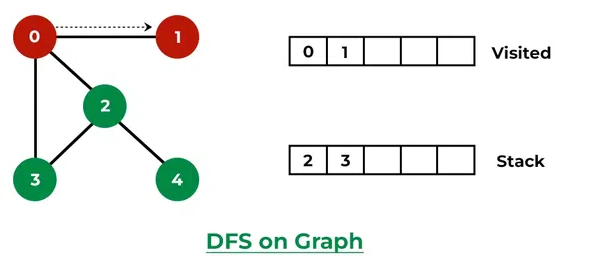 0 1
0 1 Visited
2
2 3 Stack
3 4
DFS on Graph